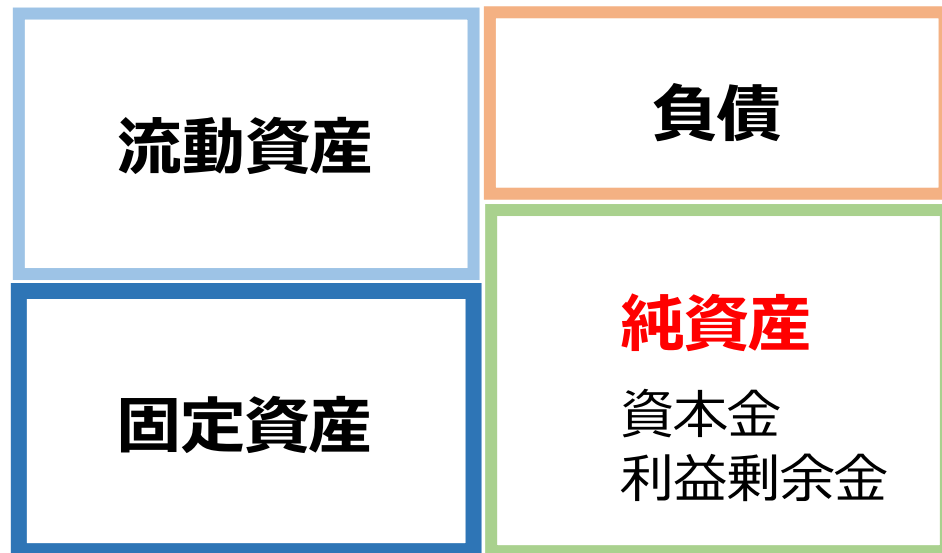 流動資産
負債
固定資産
純資産
資本金
利益剰余金